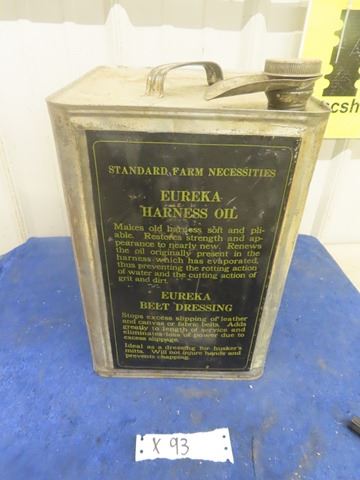 csh
STANDARD FARM NECESSITIES
EUREKA
HARNESS OIL
Makes old harness soft and pli-
able. Restores strength and ap-
pearance to nearly new. Renews
the oil originally present in the
harness which has evaporated,
thus preventing the rotting action
of water and the cutting action of
grit and dirt.
EUREKA
BELT DRESSING
Stops excess slipping of leather
and canvas or fabric belts. Adds
greatly to length of service and
eliminates loss of power due to
excess slippage.
Ideal as a dressing for husker's
mitts. Will not injure hands and
prevents chapping.
X 93